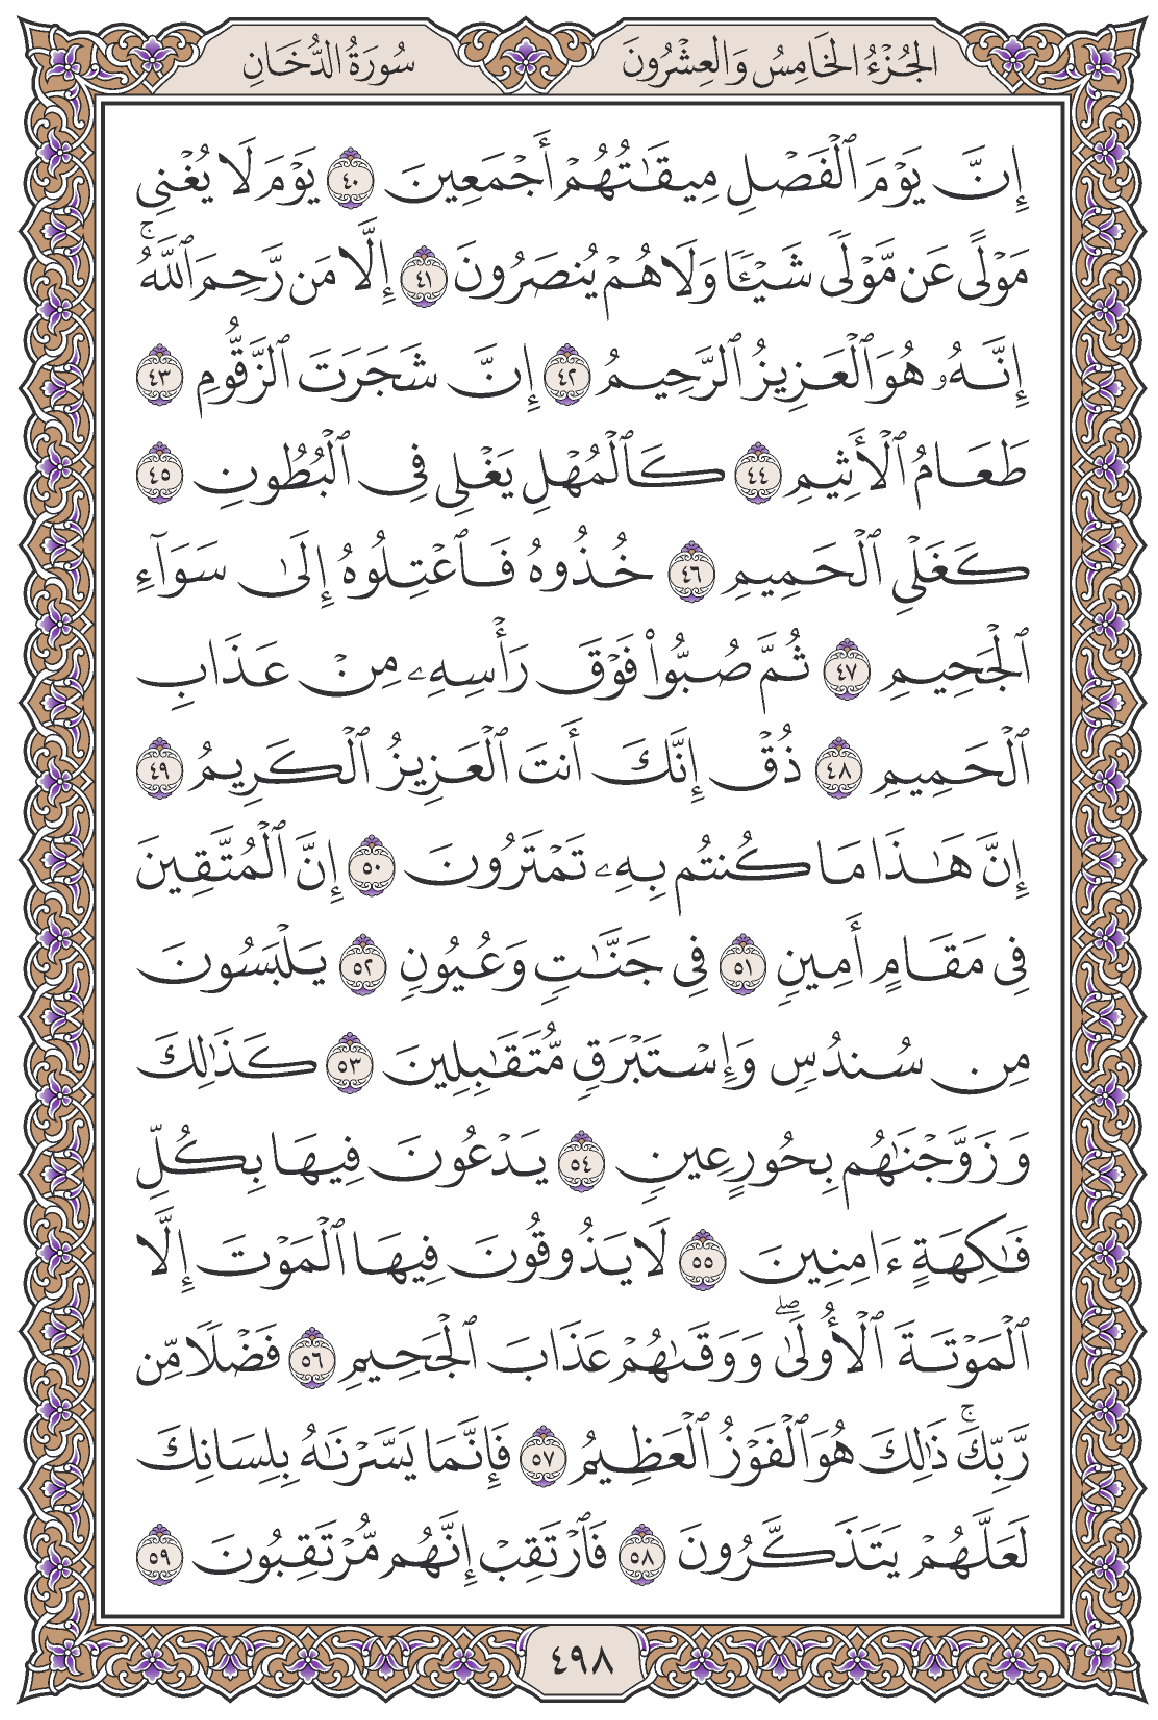 الجُزْءُ الخَامِسُ وَالعِشْرُونَ
سُورَةُ الدُّخَانِ
إِنَّ يَوْمَ ٱلْفَصْلِ مِيقَٰتُهُمْ أَجْمَعِينَ ٤٠ يَوْمَ لَا يُغْنِى
مَوْلًى عَن مَّوْلًى شَيْـًٔا وَلَا هُمْ يُنصَرُونَ ٤١ إِلَّا مَن رَّحِمَ ٱللَّهُ ۚ
إِنَّهُۥ هُوَ ٱلْعَزِيزُ ٱلرَّحِيمُ ٤٢ إِنَّ شَجَرَتَ ٱلزَّقُّومِ ٤٣
طَعَامُ ٱلْأَثِيمِ ٤٤ كَٱلْمُهْلِ يَغْلِى فِى ٱلْبُطُونِ ٤٥
كَغَلْىِ ٱلْحَمِيمِ ٤٦ خُذُوهُ فَٱعْتِلُوهُ إِلَىٰ سَوَآءِ
ٱلْجَحِيمِ ٤٧ ثُمَّ صُبُّوا۟ فَوْقَ رَأْسِهِۦ مِنْ عَذَابِ
ٱلْحَمِيمِ ٤٨ ذُقْ إِنَّكَ أَنتَ ٱلْعَزِيزُ ٱلْكَرِيمُ ٤٩
إِنَّ هَٰذَا مَا كُنتُم بِهِۦ تَمْتَرُونَ ٥٠ إِنَّ ٱلْمُتَّقِينَ
فِى مَقَامٍ أَمِينٍ ٥١ فِى جَنَّٰتٍ وَعُيُونٍ ٥٢ يَلْبَسُونَ
مِن سُندُسٍ وَإِسْتَبْرَقٍ مُّتَقَٰبِلِينَ ٥٣ كَذَٰلِكَ
وَزَوَّجْنَٰهُم بِحُورٍ عِينٍ ٥٤ يَدْعُونَ فِيهَا بِكُلِّ
فَٰكِهَةٍ ءَامِنِينَ ٥٥ لَا يَذُوقُونَ فِيهَا ٱلْمَوْتَ إِلَّا
ٱلْمَوْتَةَ ٱلْأُولَىٰ ۖ وَوَقَىٰهُمْ عَذَابَ ٱلْجَحِيمِ ٥٦ فَضْلًا مِّن
رَّبِّكَ ۚ ذَٰلِكَ هُوَ ٱلْفَوْزُ ٱلْعَظِيمُ ٥٧ فَإِنَّمَا يَسَّرْنَٰهُ بِلِسَانِكَ
لَعَلَّهُمْ يَتَذَكَّرُونَ ٥٨ فَٱرْتَقِبْ إِنَّهُم مُّرْتَقِبُونَ ٥٩
٤٩٨